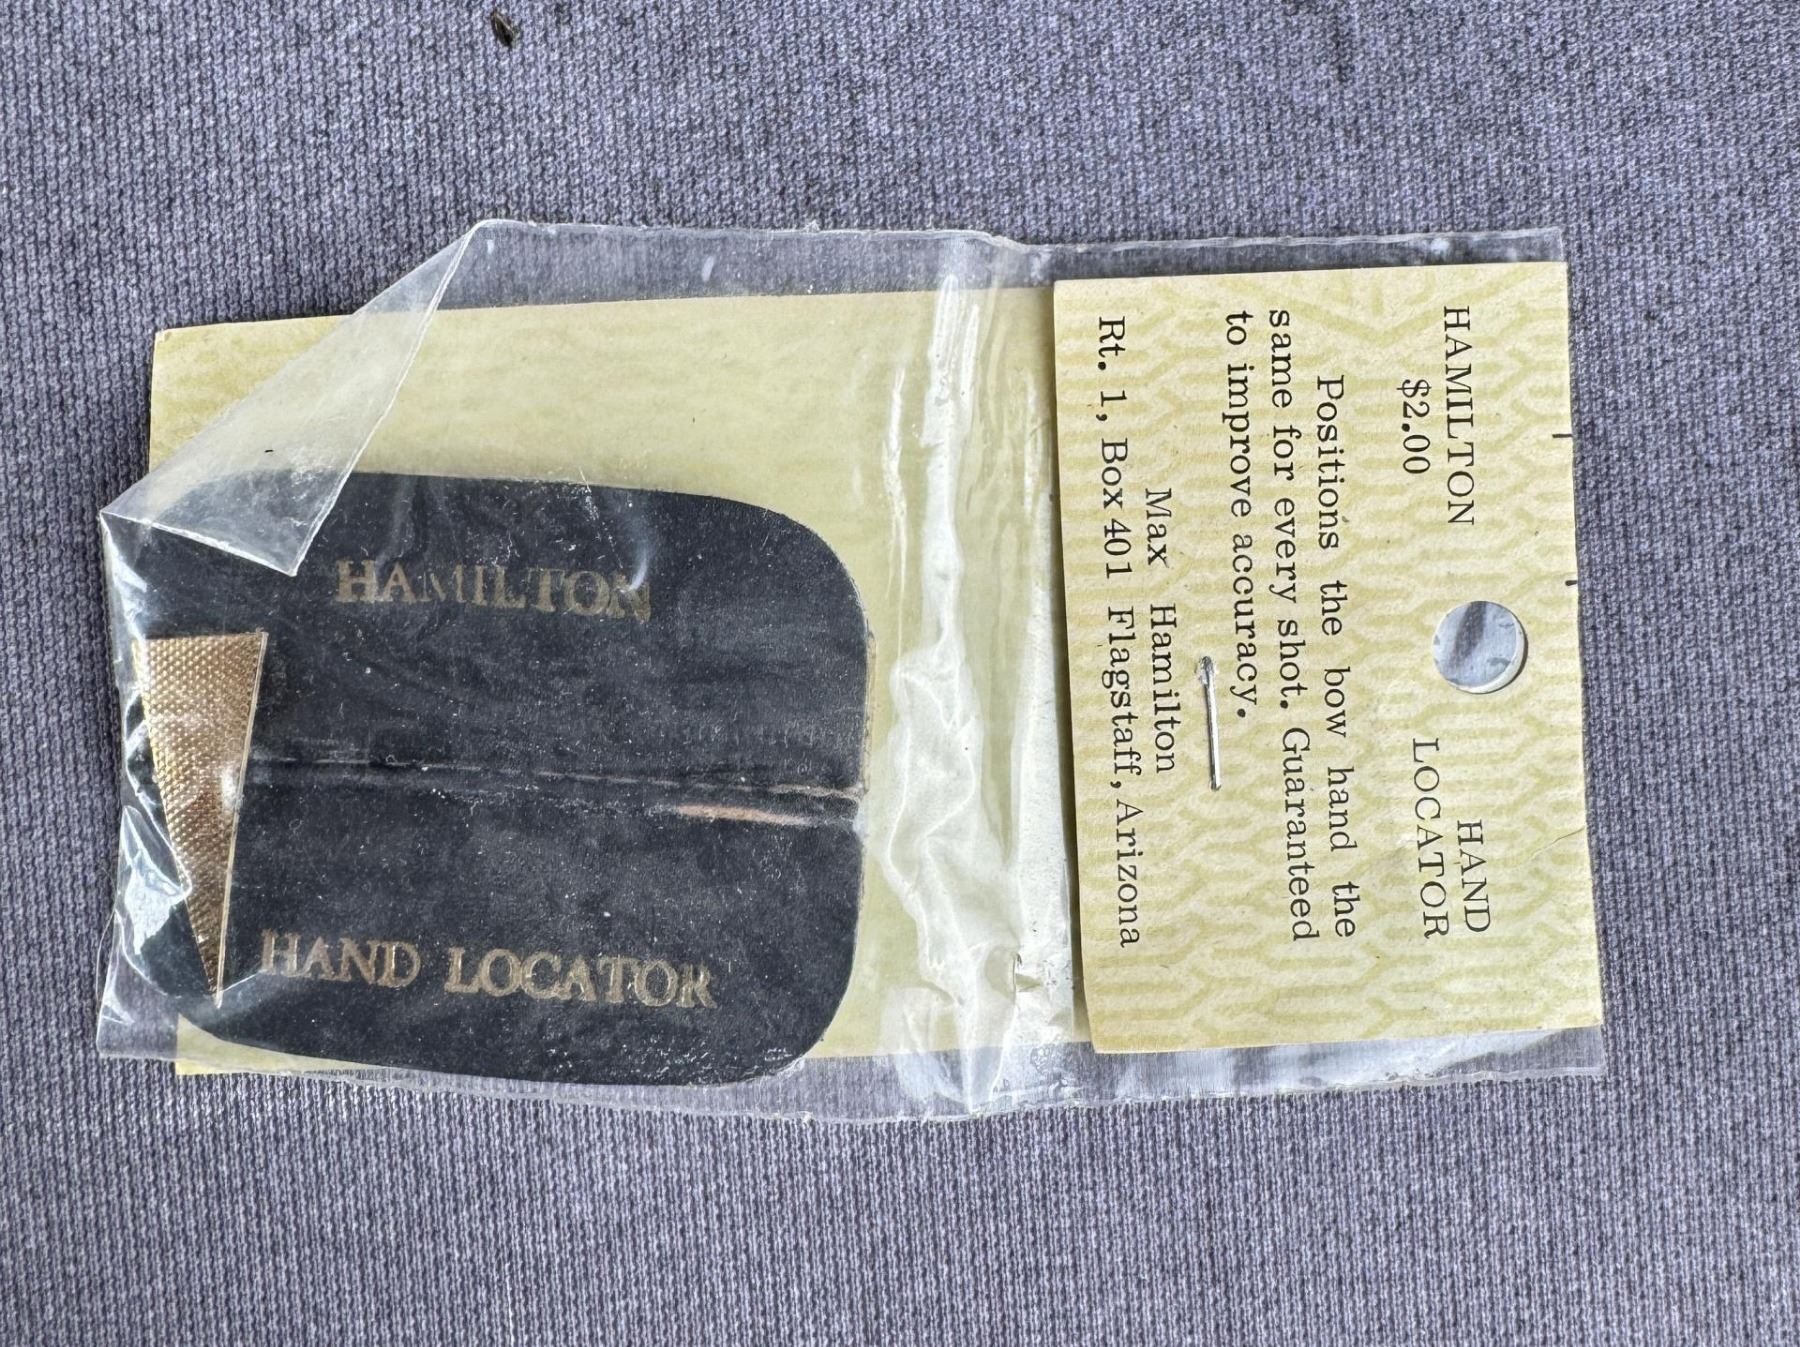 HAMILTON HAND
$2.00 LOCATOR
Positions the bow hand the
same for every shot. Guaranteed
to improve accuracy.
Max Hamilton
Rt. 1, Box 401 Flagstaff, Arizona
HAMILTON
HAND LOCATOR